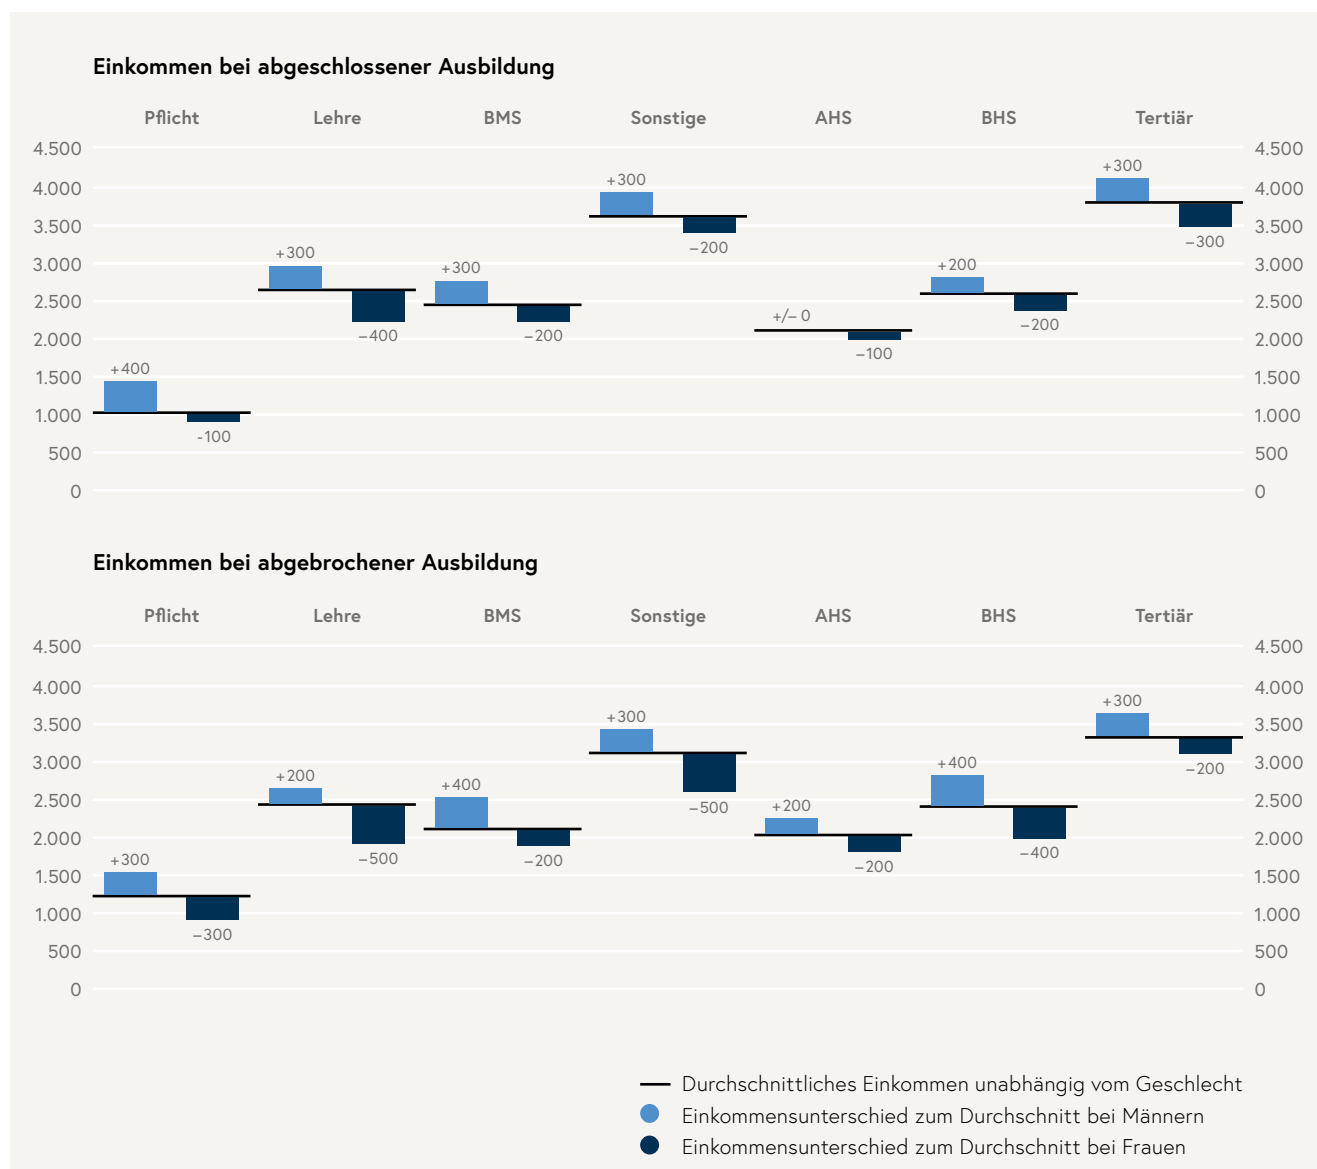 Einkommen bei abgeschlossener Ausbildung
Pflicht Lehre BMS Sonstige AHS BHS Tertiär
4.500 4.500
+300
4.000 +300 4.000
3.500 3.500
−200 −300
+300 +300 +200
3.000 3.000
2.500 2.500
+/− 0 −200
−400 −200
2.000 2.000
−100
+400
1.500 1.500
1.000 1.000
-100
500 500
0 0
Einkommen bei abgebrochener Ausbildung
Pflicht Lehre BMS Sonstige AHS BHS Tertiär
4.500 4.500
4.000 4.000
+300
+300
3.500 3.500
3.000 +400 3.000
−200
+200 +400
2.500 2.500
−500 +200
2.000 2.000
−400
+300 −500 −200 −200
1.500 1.500
1.000 1.000
−300
500 500
0 0
Durchschnittliches Einkommen unabhängig vom Geschlecht
Einkommensunterschied zum Durchschnitt bei Männern
Einkommensunterschied zum Durchschnitt bei Frauen